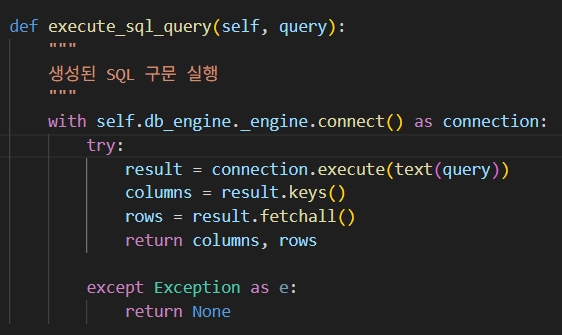 def execute_sql_query(self, query):
    """
    생성된 SQL 구문 실행
    """
    with self.db_engine._engine.connect() as connection:
        try:
            result = connection.execute(text(query))
            columns = result.keys()
            rows = result.fetchall()
            return columns, rows

        except Exception as e:
            return None